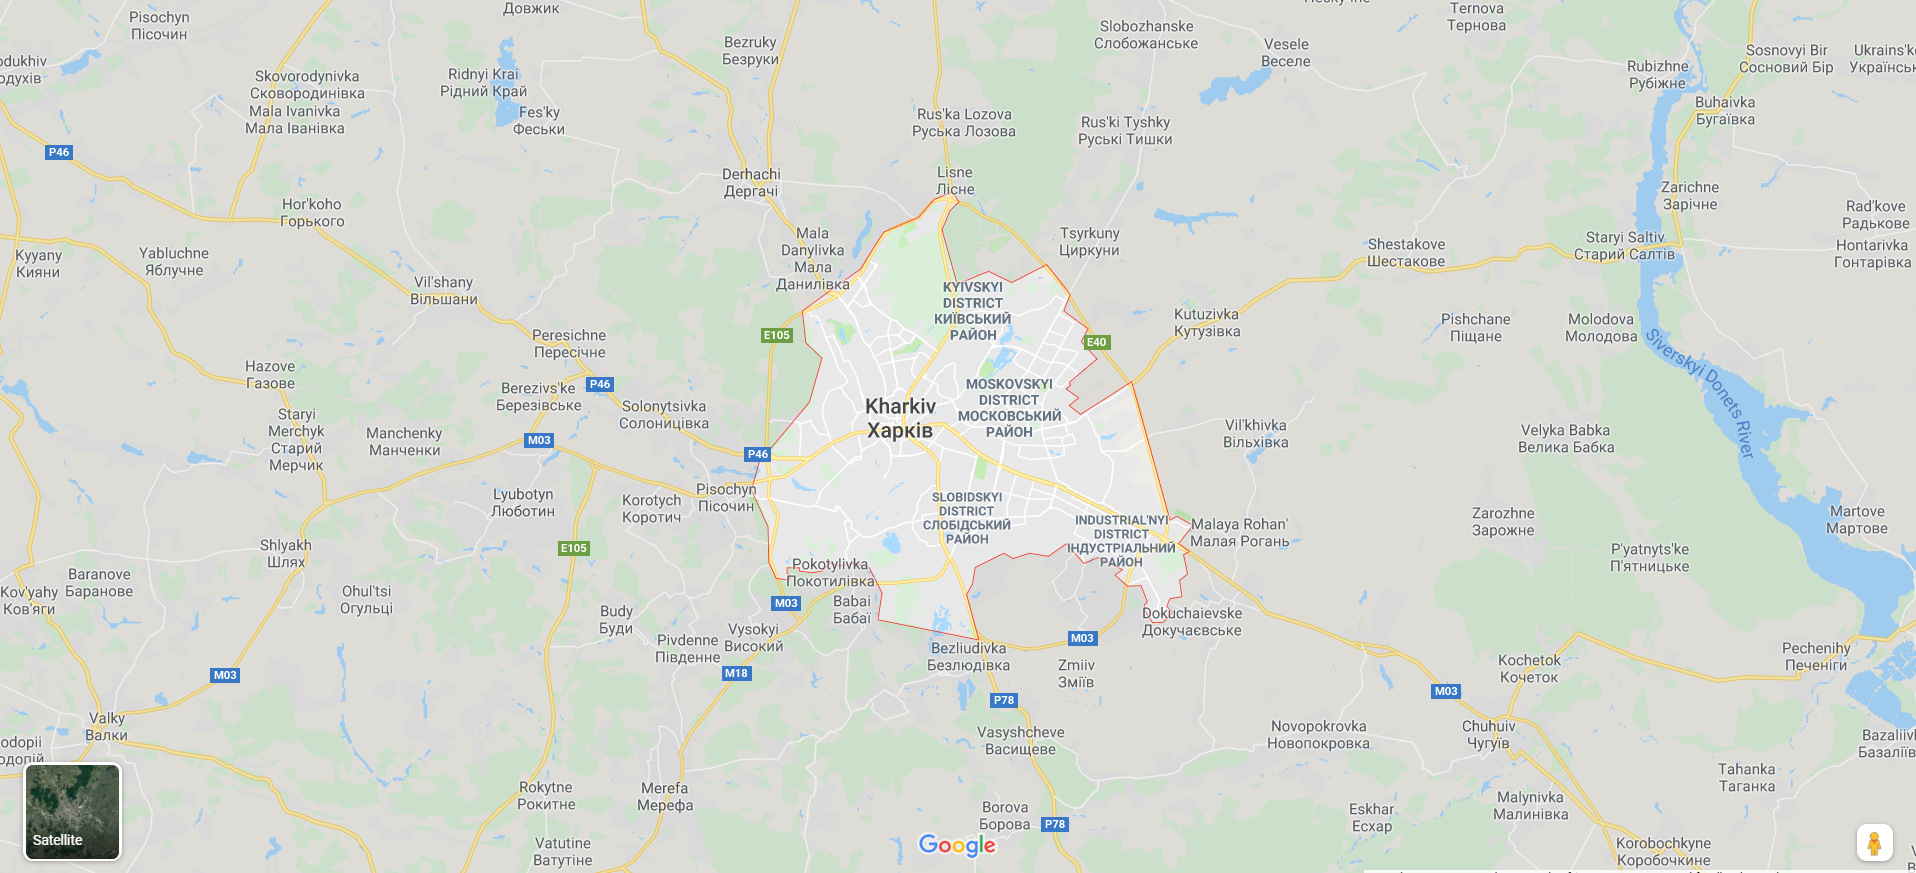 Pisochyn
Пісочин
Довжик
Slobozhanske
Слобожанське
Ternova
Тернова
Vesele
Веселе
Bezruky
Безруки
Sosnovyi Bir
Сосновий Бір
Rubizhne
Рубіжне
Skovorodynivka
Сковородинівка
Mala Ivanivka
Мала Іванівка
Ridnyi Krai
Рідний Край
Fes'ky
Феськи
Rus'ka Lozova
Руська Лозова
Rus'ki Tyshky
Руські Тишки
Buhaivka
Бугаївка
P46
Derhachi
Дергачі
Lisne
Лісне
Zarichne
Зарічне
Rad'kove
Радькове
Hor'koho
Горького
Mala
Danylivka
Мала
Данилівка
Tsyrkuny
Циркуни
Shestakove
Шестакове
Staryi Saltiv
Старий Салтів
Hontarivka
Гонтарівка
Kyyany
Кияни
Yabluchne
Яблучне
Vil'shany
Вільшани
KYIVSKYI
DISTRICT
КИЇВСЬКИЙ
РАЙОН
Kutuzivka
Кутузівка
Pishchane
Піщане
Molodova
Молодова
Peresichne
Пересічне
E105
E40
Siverskyi Donets River
Hazove
Газове
Berezivs'ke
Березівське
P46
Solonytsivka
Солоницівка
Kharkiv
Харків
MOSKOVSKYI
DISTRICT
МОСКОВСЬКИЙ
РАЙОН
Staryi
Merchyk
Старий
Мерчик
Manchenky
Манченки
M03
P46
Vil'khivka
Вільхівка
Velyka Babka
Велика Бабка
Lyubotyn
Люботин
Korotych
Коротич
Pisochyn
Пісочин
SLOBIDSKYI
DISTRICT
СЛОБІДСЬКИЙ
РАЙОН
INDUSTRIAL'NYI
DISTRICT
ІНДУСТРІАЛЬНИЙ
РАЙОН
Malaya Rohan'
Малая Рогань
Zarozhne
Зарожне
Martove
Мартове
Shlyakh
Шлях
E105
P'yatnyts'ke
П'ятницьке
Pokotylivka
Покотилівка
Baranove
Баранове
Kov'yahy
Ков'яги
Ohul'tsi
Огульці
Budy
Буди
M03
Babai
Бабаї
Dokuchaievske
Докучаєвське
Vysokyi
Високий
Pivdenne
Південне
M18
M03
Bezliudivka
Безлюдівка
Zmiiv
Зміїв
Kochetok
Кочеток
Pechenihy
Печеніги
M03
M03
P78
Valky
Валки
Vasyshcheve
Васищеве
Novopokrovka
Новопокровка
Chuhuiv
Чугуїв
Tahanka
Таганка
Rokytne
Рокитне
Merefa
Мерефа
Borova
Борова
P78
Eskhar
Есхар
Malynivka
Малинівка
Satellite
Google
Vatutine
Ватутіне
Korobochkyne
Коробочкине